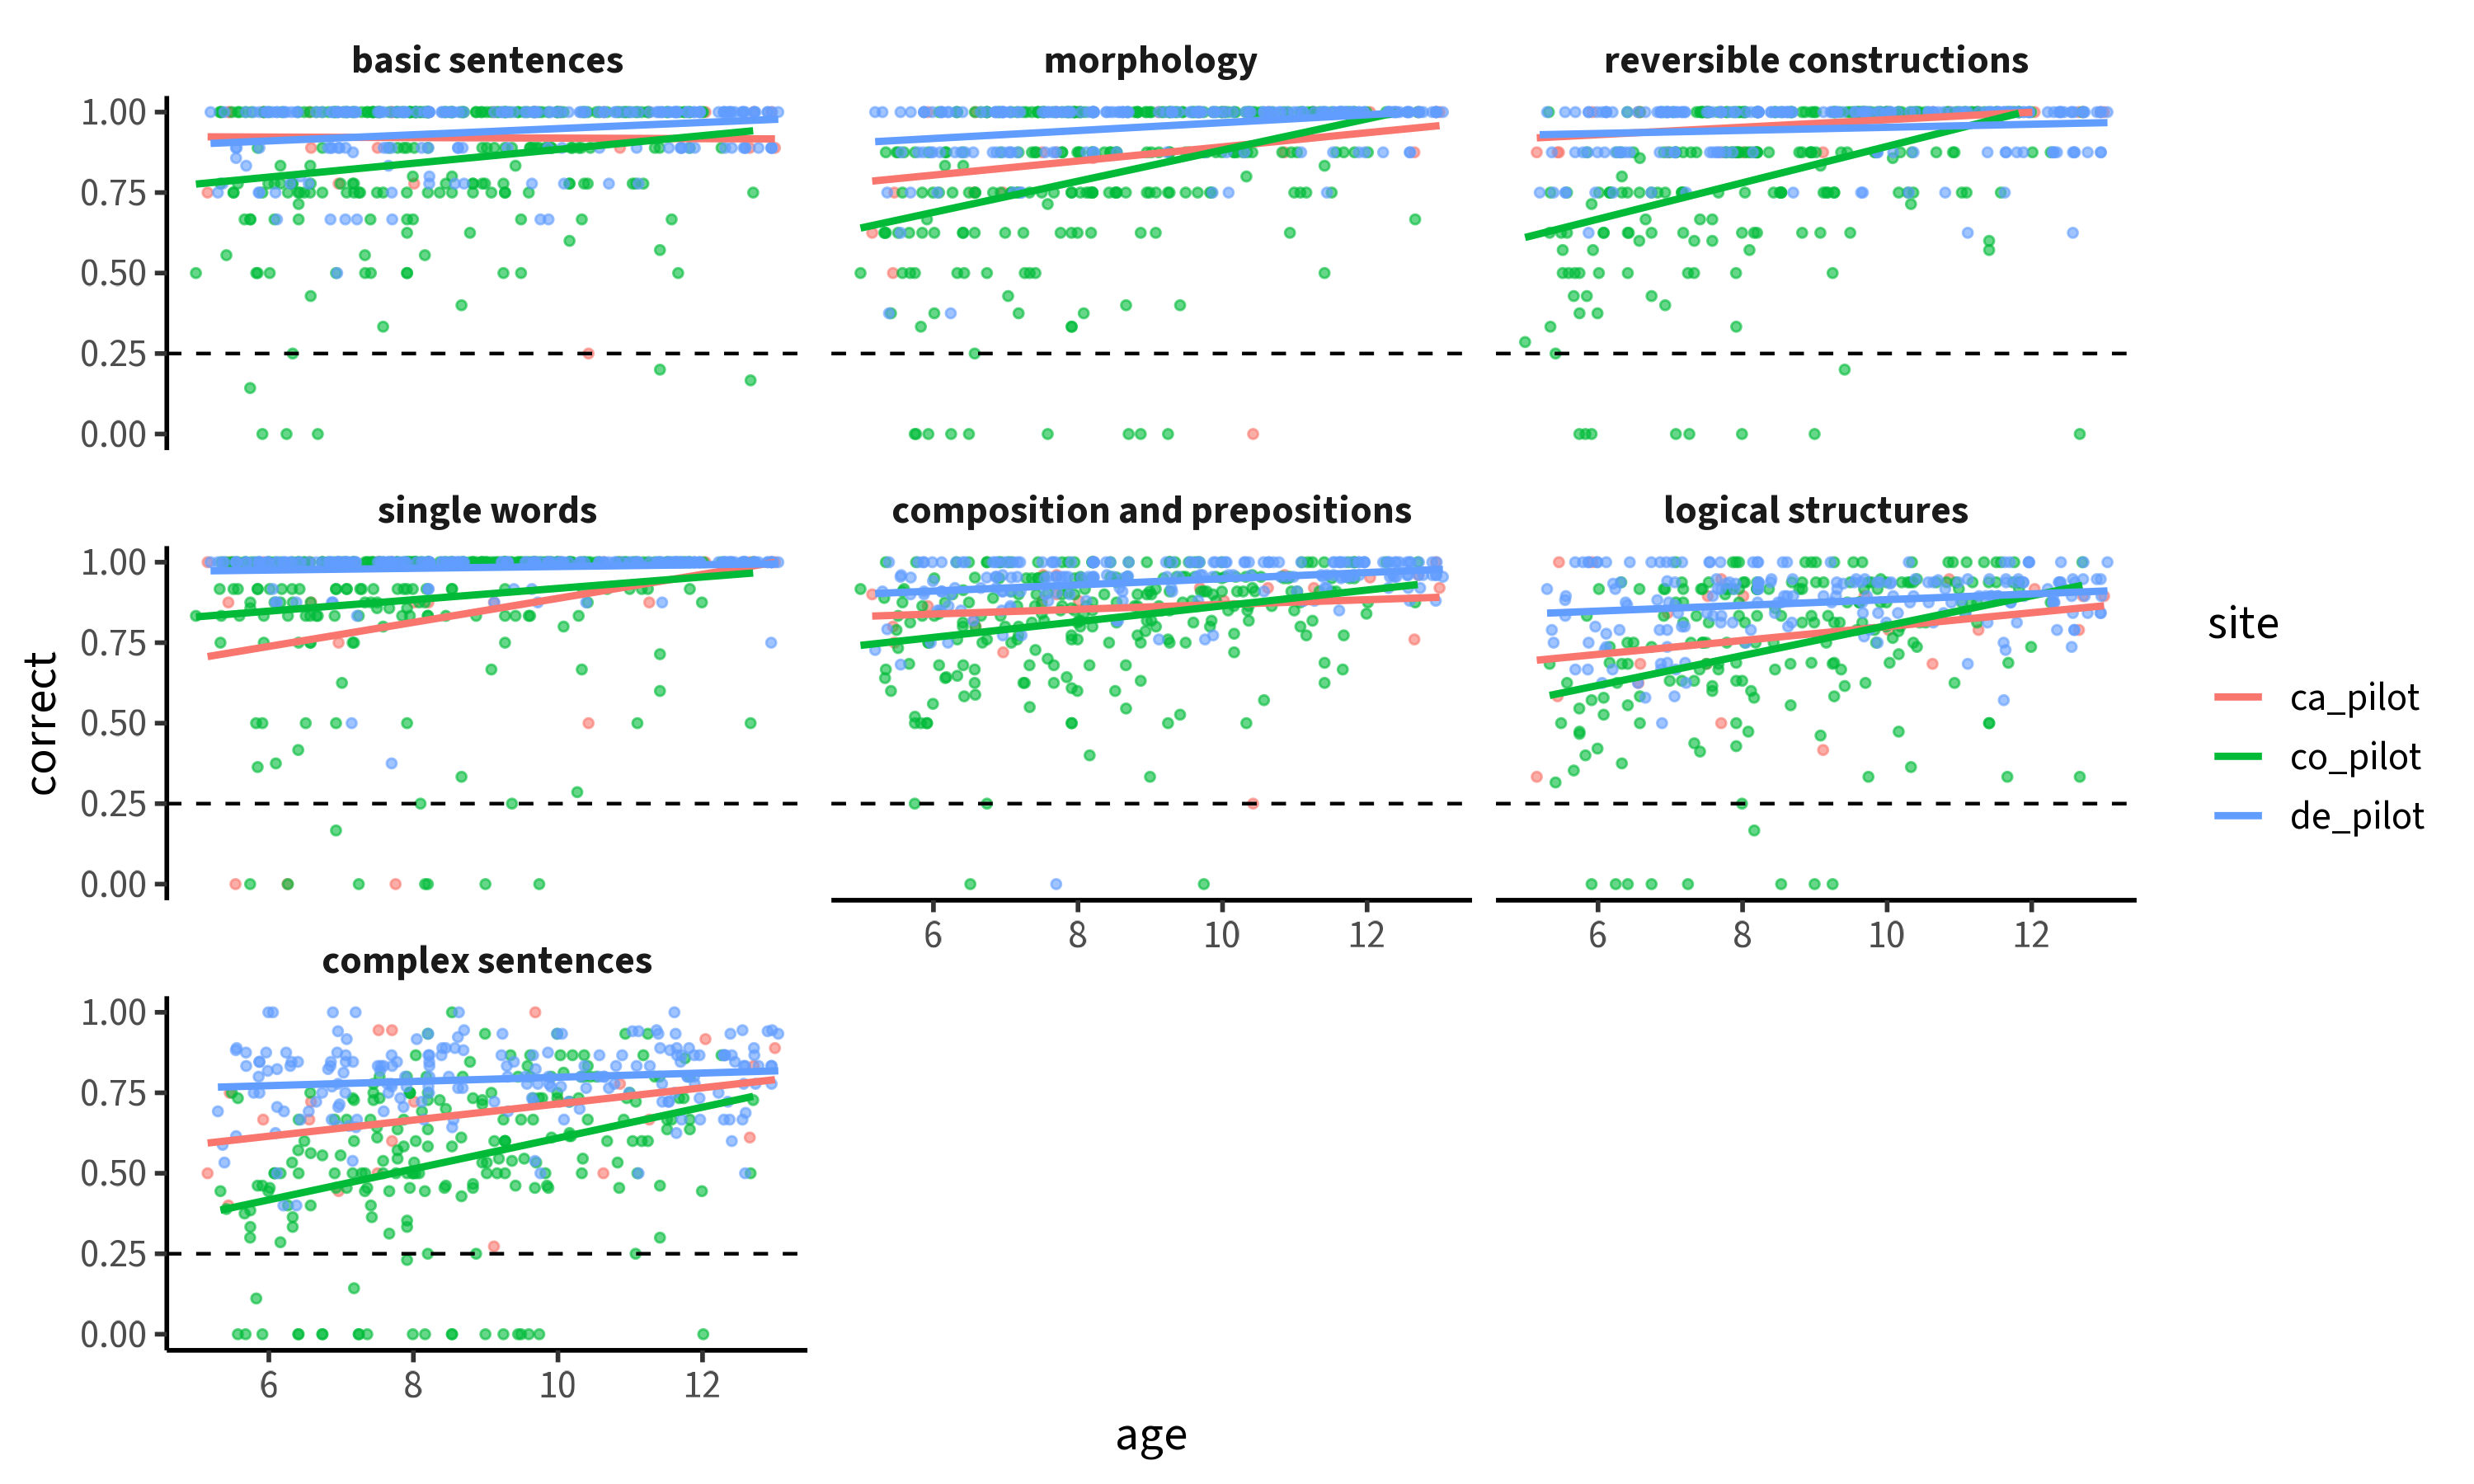 basic sentences
morphology
reversible constructions
1.00
0.75
0.50
0.25
0.00
single words
composition and prepositions
logical structures
1.00
0.75
0.50
0.25
0.00
6 8 10 12
6 8 10 12
complex sentences
1.00
0.75
0.50
0.25
0.00
6 8 10 12
age
correct
site
ca_pilot
co_pilot
de_pilot